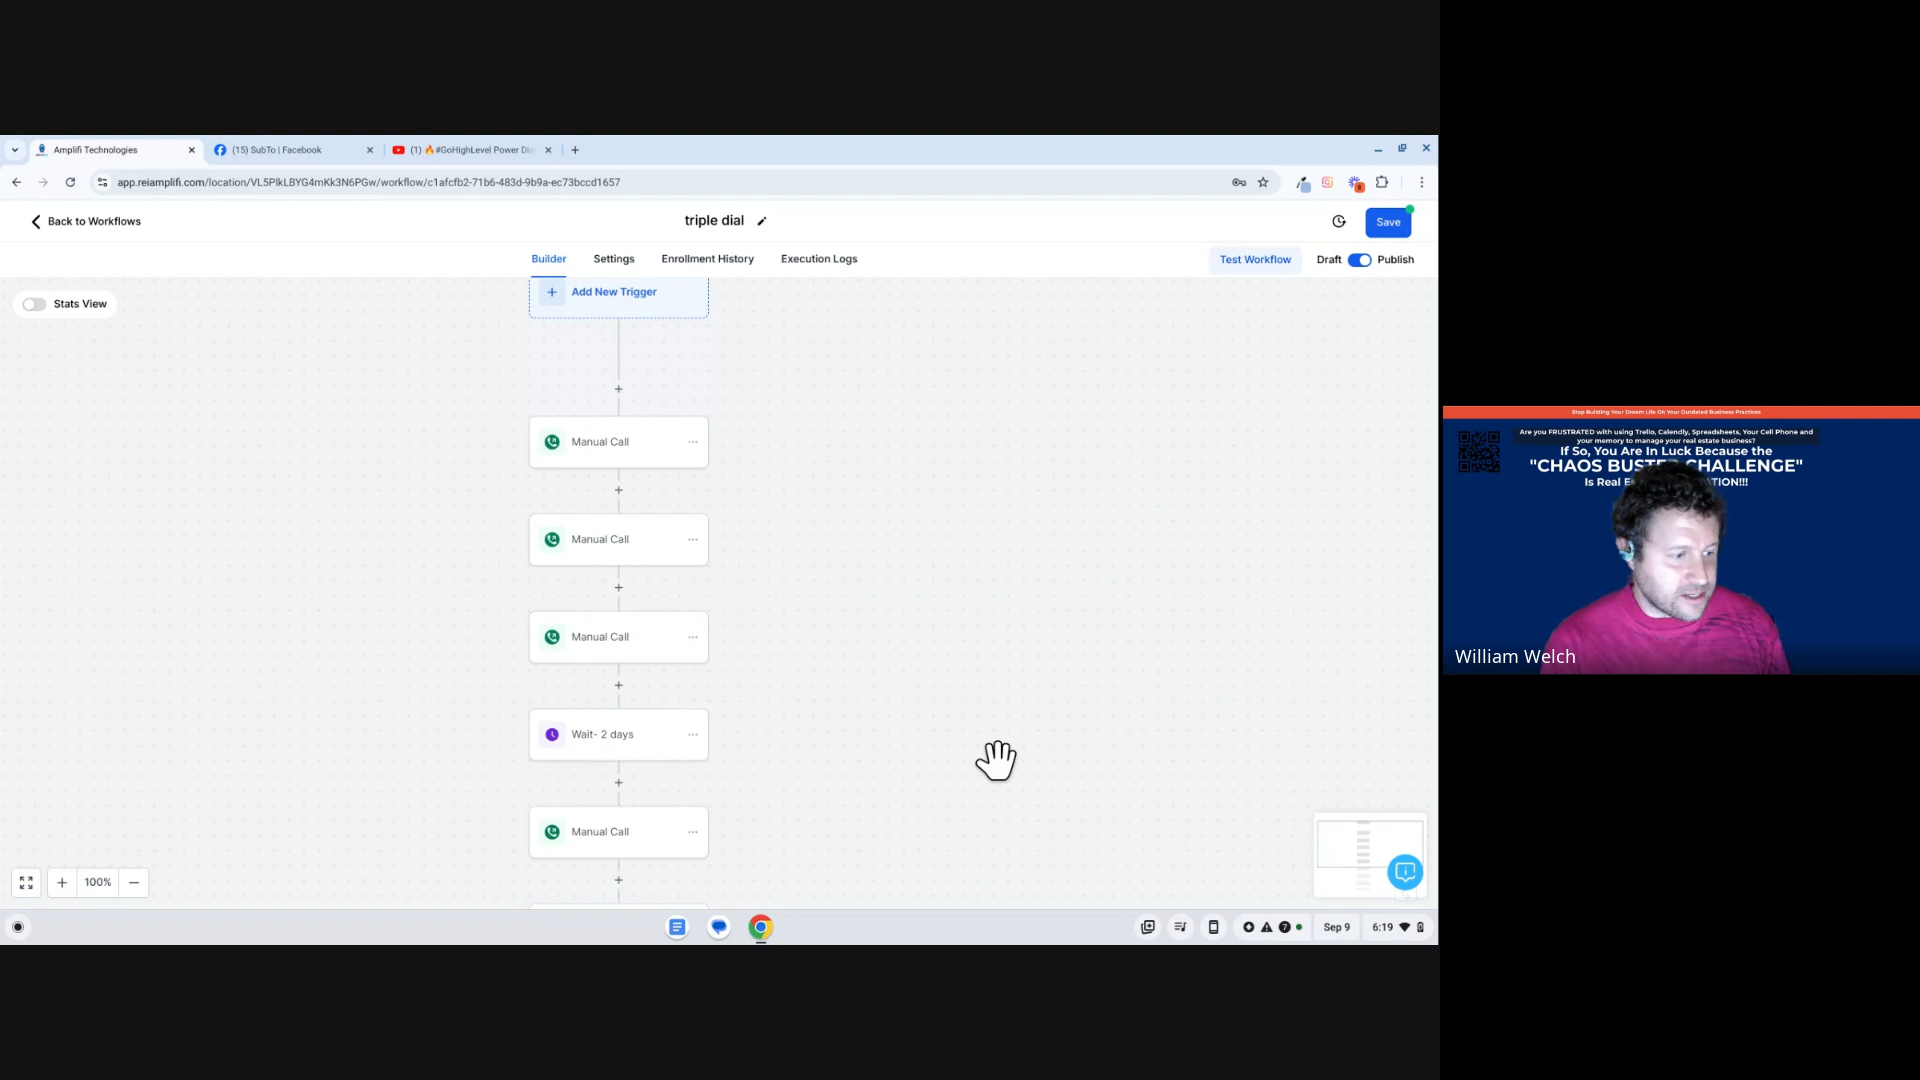 Amplifi Technologies
(15) SubTo | Facebook
(1) 🔥#GoHighLevel Power Dia
app.reiamplifi.com/location/VL5PIkLBYG4mKk3N6PGw/workflow/c1afcfb2-71b6-483d-9b9a-ec73bccd1657
Back to Workflows
triple dial
Save
Builder
Settings
Enrollment History
Execution Logs
Test Workflow
Draft
Publish
Stats View
Add New Trigger
Manual Call
Manual Call
Manual Call
Wait- 2 days
Manual Call
100%
Sep 9
6:19
Stop Building Your Dream Life On Your Outdated Business Practices
Are you FRUSTRATED with using Trello, Calendly, Spreadsheets, Your Cell Phone and
your memory to manage your real estate business?
If So, You Are In Luck Because the
"CHAOS BUSTER CHALLENGE"
Is Real
William Welch